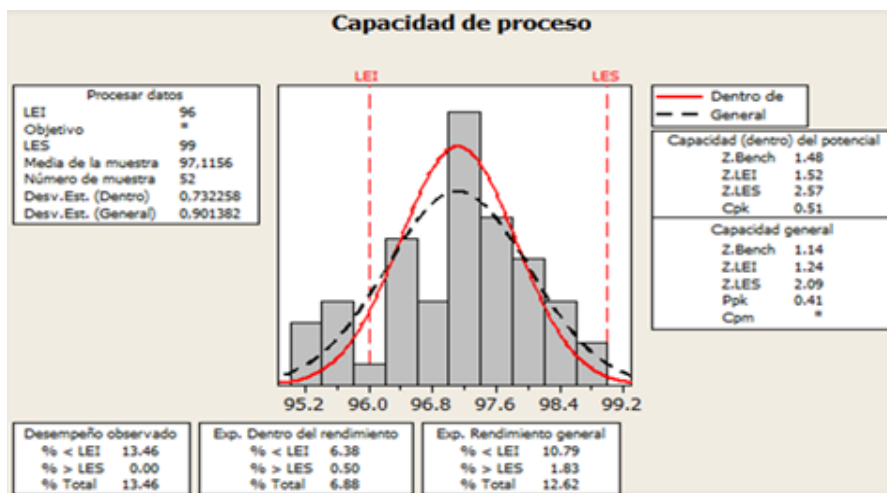 Capacidad de proceso
LEI LES
Procesar datos
LEI 96
Objetivo *
LES 99
Media de la muestra 97,1156
Número de muestra 52
Desv.Est. (Dentro) 0.732258
Desv.Est. (General) 0.901382
Dentro de
General
Capacidad (dentro) del potencial
Z.Bench 1.48
Z.LEI 1.52
Z.LES 2.57
Cpk 0.51
Capacidad general
Z.Bench 1.14
Z.LEI 1.24
Z.LES 2.09
Ppk 0.41
Cpm *
95.2 96.0 96.8 97.6 98.4 99.2
Desempeño observado
% < LEI 13.46
% > LES 0.00
% Total 13.46
Exp. Dentro del rendimiento
% < LEI 6.38
% > LES 0.50
% Total 6.88
Exp. Rendimiento general
% < LEI 10.79
% > LES 1.83
% Total 12.62